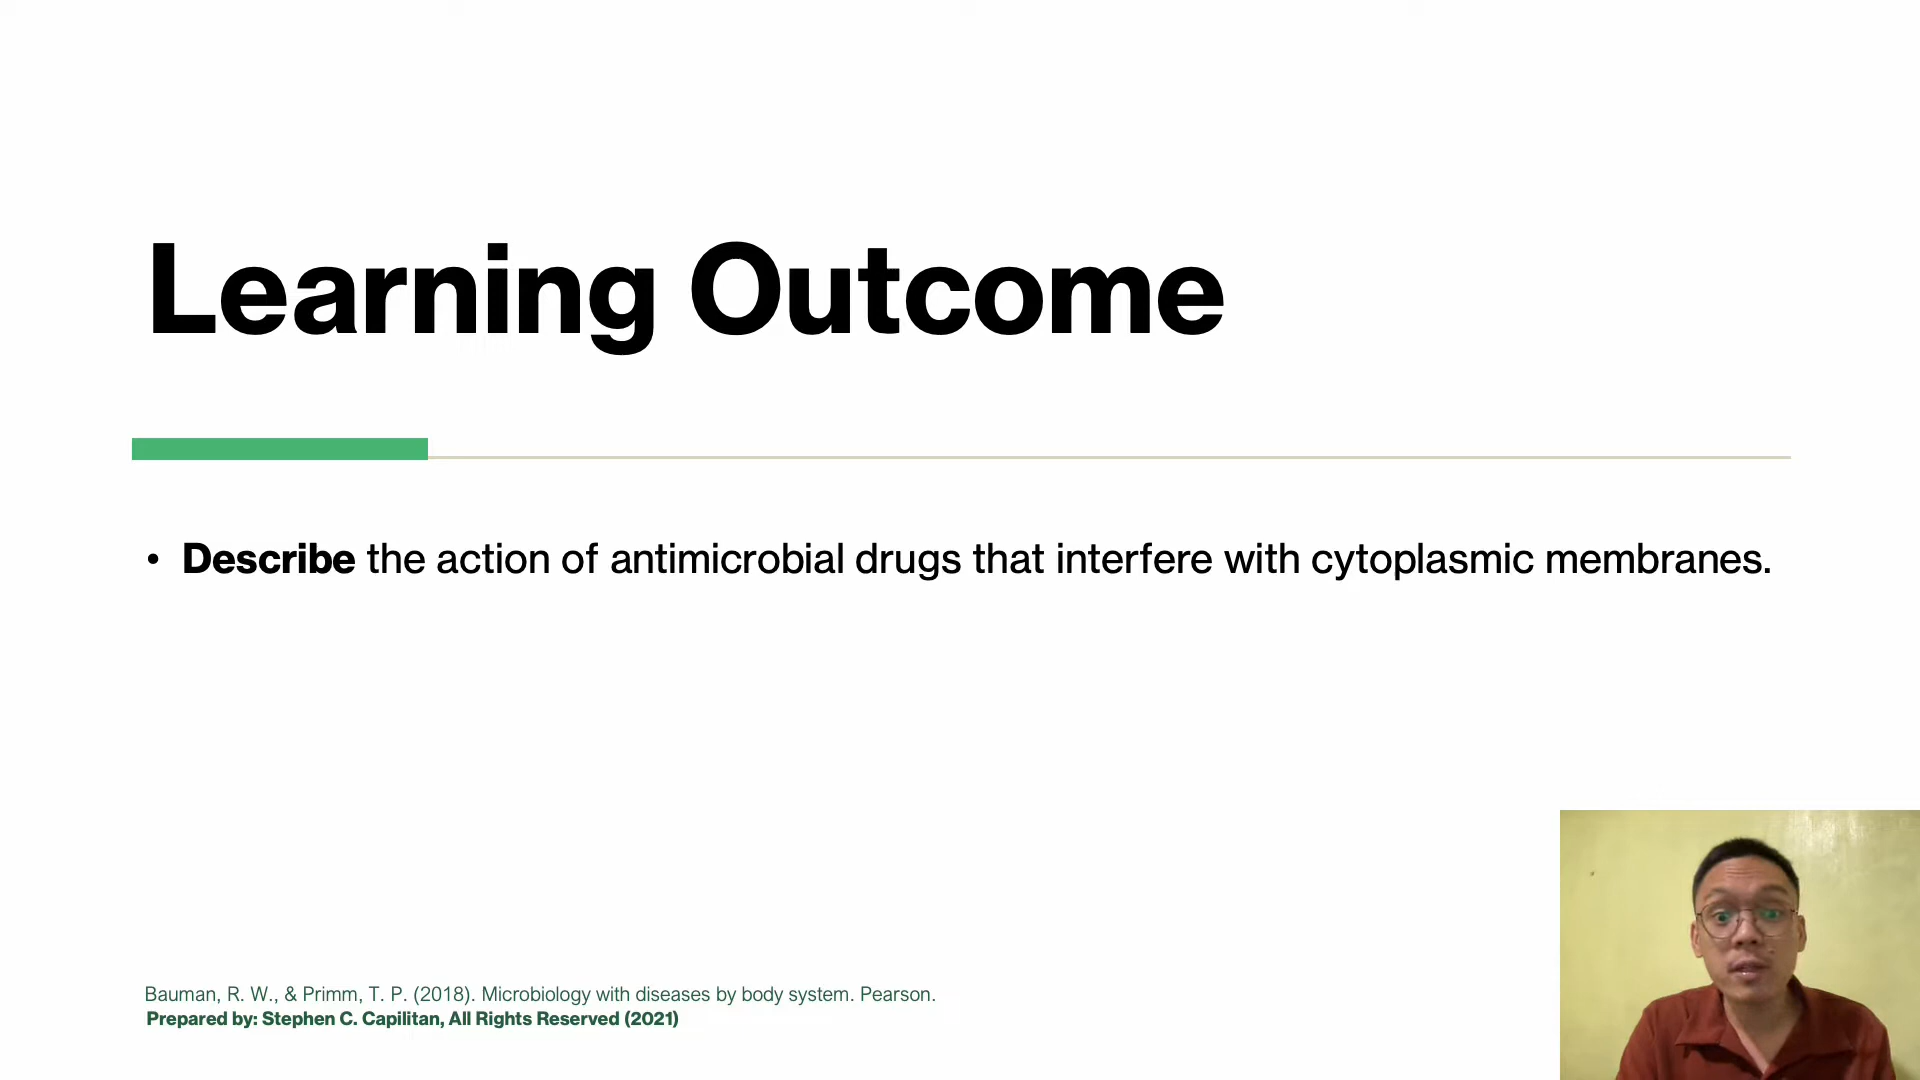 Learning Outcome
• Describe the action of antimicrobial drugs that interfere with cytoplasmic membranes.
Bauman, R. W., & Primm, T. P. (2018). Microbiology with diseases by body system. Pearson.
Prepared by: Stephen C. Capilitan, All Rights Reserved (2021)